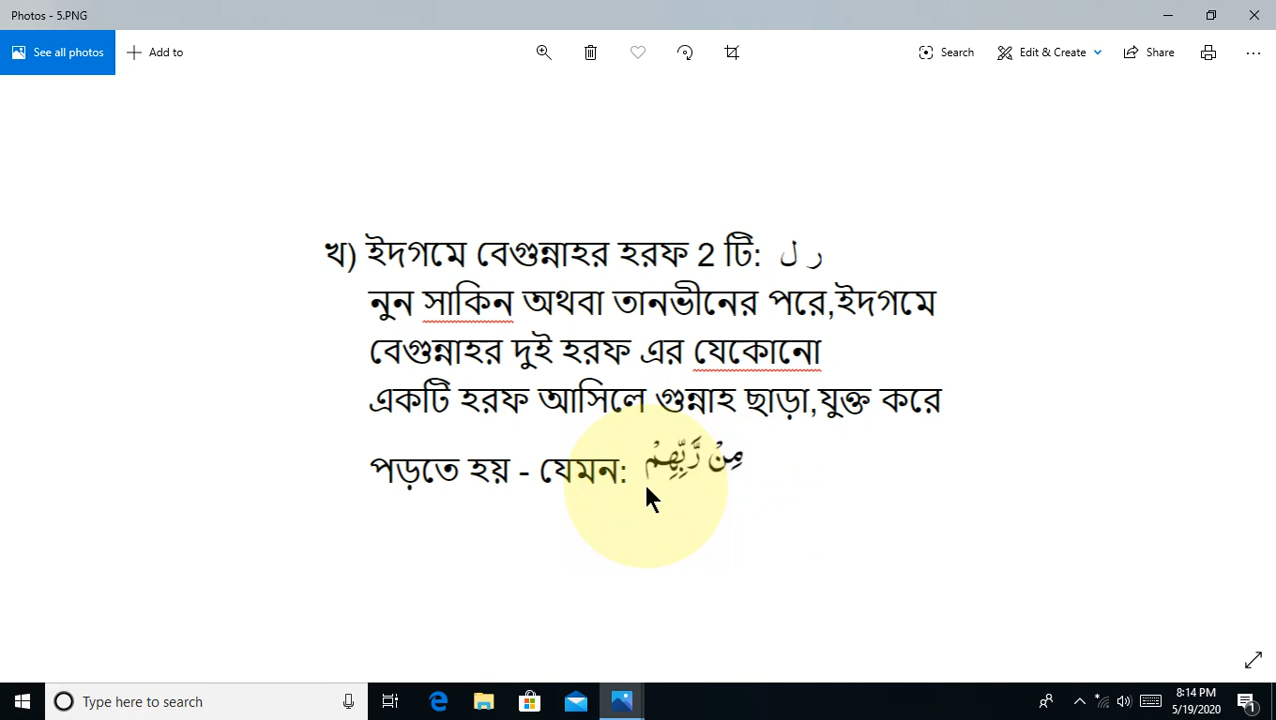 Photos - 5.PNG
See all photos
Add to
Search
Edit & Create
Share
খ) ইদগমে বেগুন্নাহর হরফ 2 টি: ر ل
নুন সাকিন অথবা তানভীনের পরে,ইদগমে
বেগুন্নাহর দুই হরফ এর যেকোনো
একটি হরফ আসিলে গুন্নাহ ছাড়া,যুক্ত করে
পড়তে হয় - যেমন: مِنْ رَّبِّهِمْ
Type here to search
8:14 PM
5/19/2020
1